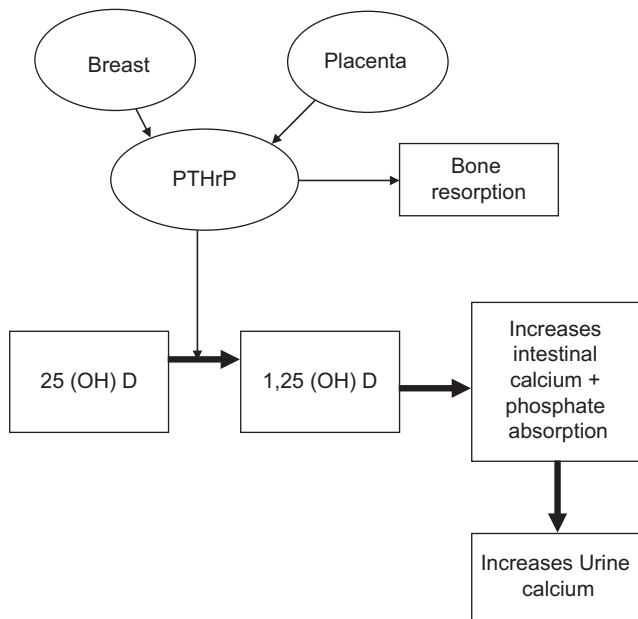 Breast
Placenta
PTHrP
Bone
resorption
25 (OH) D
1,25 (OH) D
Increases
intestinal
calcium +
phosphate
absorption
Increases Urine
calcium